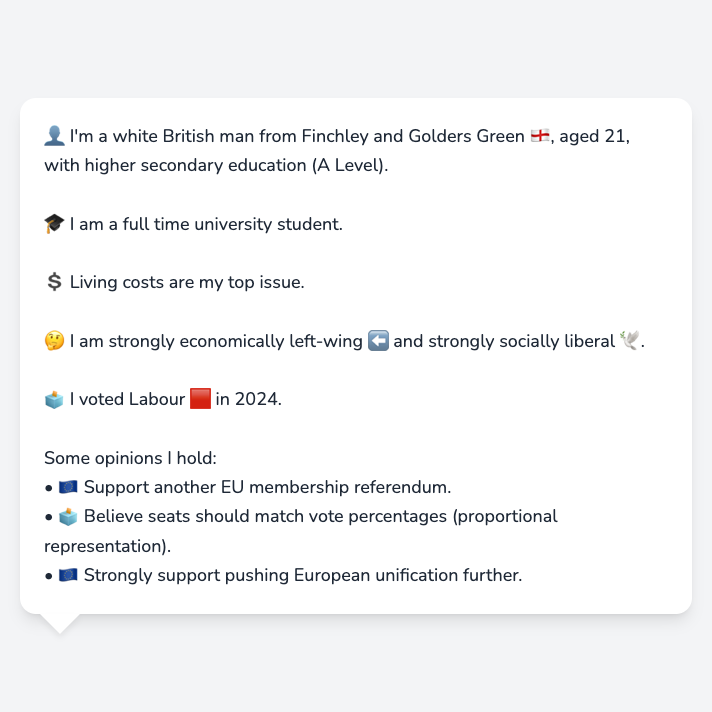 👤 I'm a white British man from Finchley and Golders Green 🏴󠁧󠁢󠁥󠁮󠁧󠁿, aged 21,
with higher secondary education (A Level).
🎓 I am a full time university student.
💲 Living costs are my top issue.
🤔 I am strongly economically left-wing ⬅️ and strongly socially liberal 🕊️.
🗳️ I voted Labour 🟥 in 2024.
Some opinions I hold:
• 🇪🇺 Support another EU membership referendum.
• 🗳️ Believe seats should match vote percentages (proportional
representation).
• 🇪🇺 Strongly support pushing European unification further.